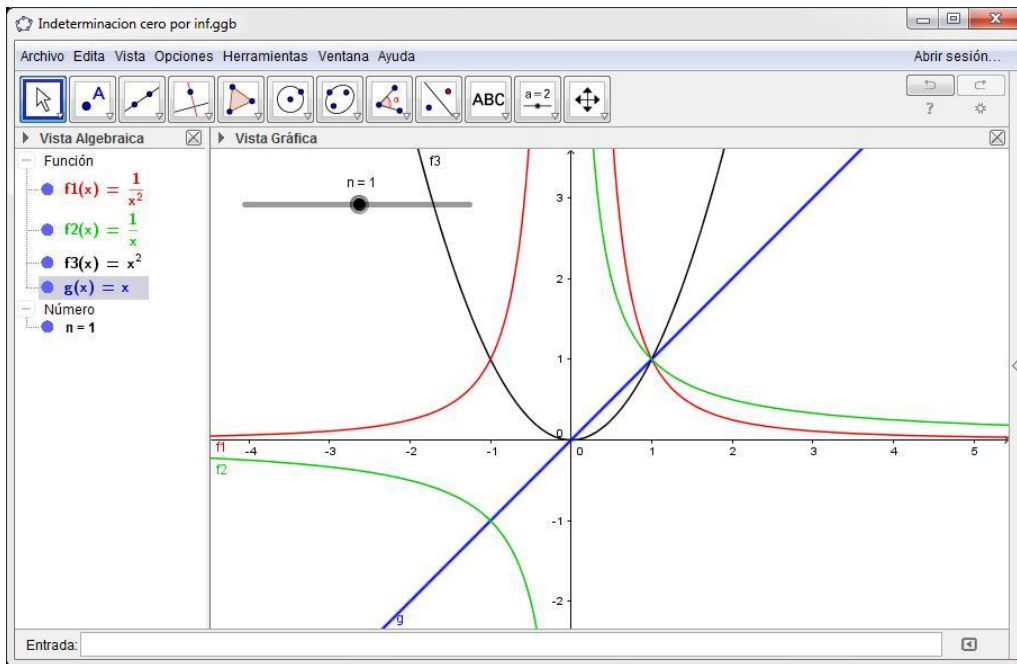 Indeterminacion cero por inf.ggb
Archivo Edita Vista Opciones Herramientas Ventana Ayuda Abrir sesión...
A α ABC a = 2
?
Vista Algebraica Vista Gráfica
Función
f1(x) = 1/x²
f2(x) = 1/x
f3(x) = x²
g(x) = x
Número
n = 1
n = 1
f3
3
2
1
0
f1 -4 -3 -2 -1 0 1 2 3 4 5
f2
-1
-2
g
Entrada: